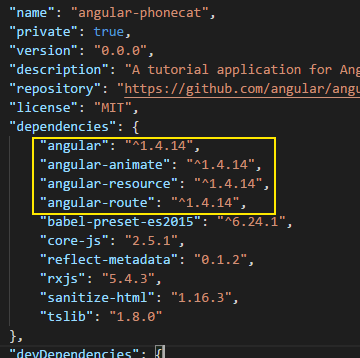 "name": "angular-phonecat",
"private": true,
"version": "0.0.0",
"description": "A tutorial application for Ang
"repository": "https://github.com/angular/angu
"license": "MIT",
"dependencies": {
"angular": "^1.4.14",
"angular-animate": "^1.4.14",
"angular-resource": "^1.4.14",
"angular-route": "^1.4.14",
"babel-preset-es2015": "^6.24.1",
"core-js": "2.5.1",
"reflect-metadata": "0.1.2",
"rxjs": "5.4.3",
"sanitize-html": "1.16.3",
"tslib": "1.8.0"
},
"devDependencies": {